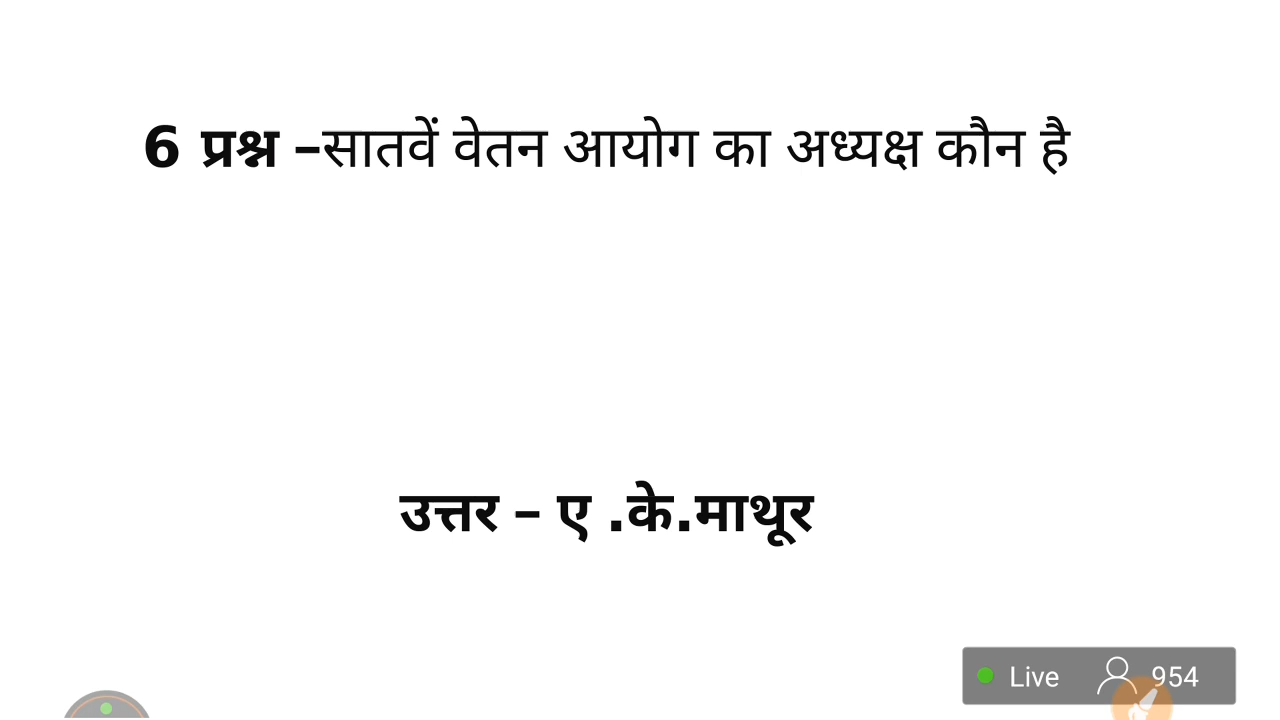 6 प्रश्न –सातवें वेतन आयोग का अध्यक्ष कौन है
उत्तर – ए .के.माथूर
Live 954